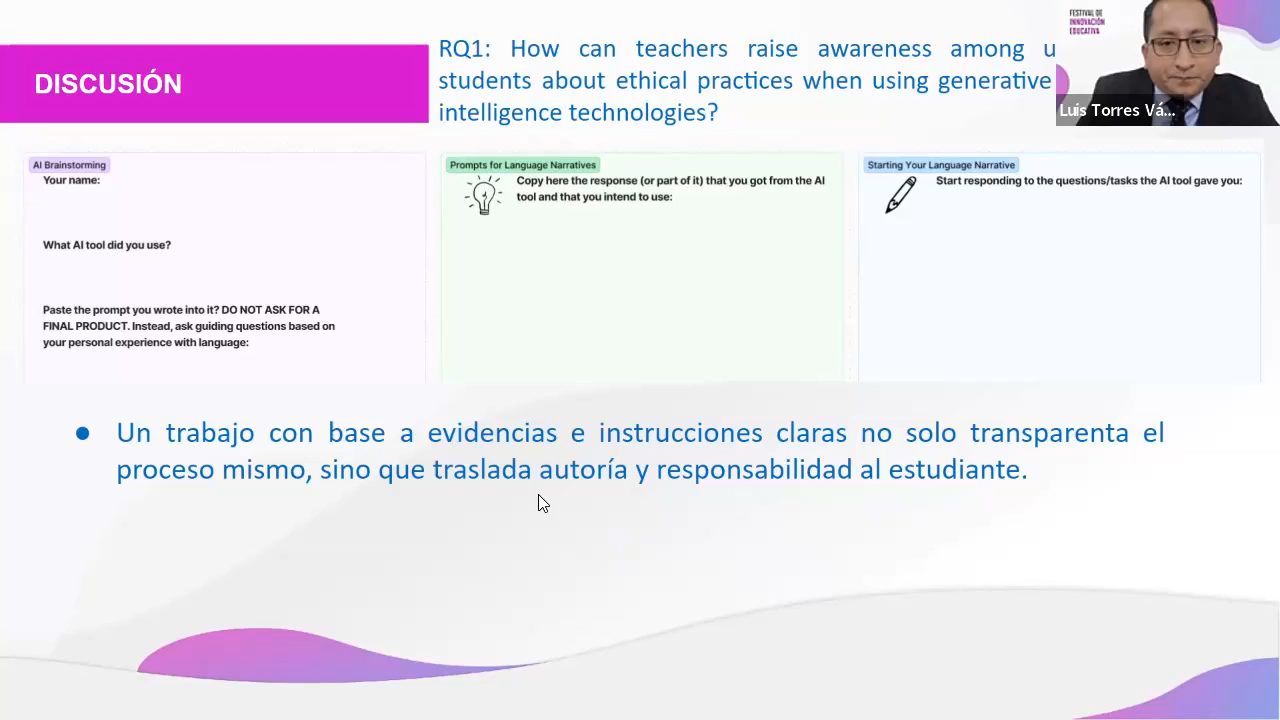 DISCUSIÓN
RQ1: How can teachers raise awareness among u
students about ethical practices when using generative
intelligence technologies?
FESTIVAL DE
INNOVACIÓN
EDUCATIVA
Luis Torres Vá...
AI Brainstorming
Your name:
What AI tool did you use?
Paste the prompt you wrote into it? DO NOT ASK FOR A
FINAL PRODUCT. Instead, ask guiding questions based on
your personal experience with language:
Prompts for Language Narratives
Copy here the response (or part of it) that you got from the AI
tool and that you intend to use:
Starting Your Language Narrative
Start responding to the questions/tasks the AI tool gave you:
● Un trabajo con base a evidencias e instrucciones claras no solo transparenta el
proceso mismo, sino que traslada autoría y responsabilidad al estudiante.